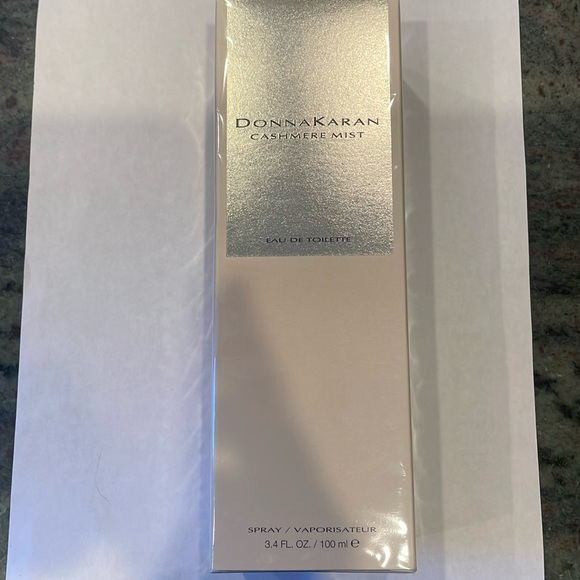 DONNAKARAN
CASHMERE MIST
EAU DE TOILETTE
SPRAY / VAPORISATEUR
3.4 FL. OZ. / 100 ml ℮